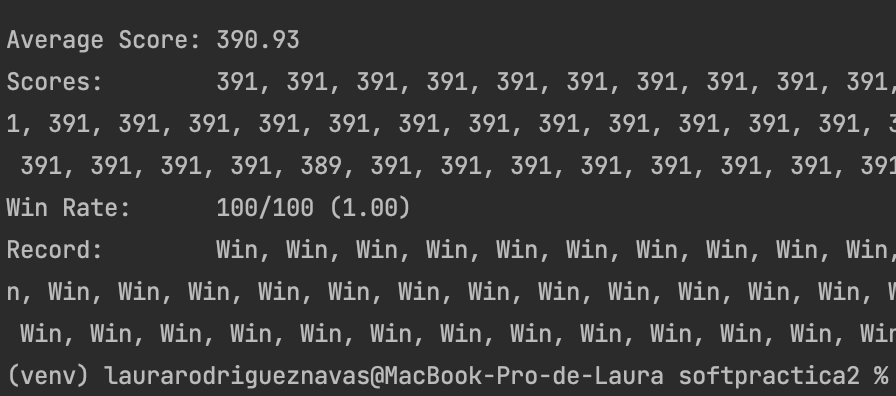 Average Score: 390.93
Scores:        391, 391, 391, 391, 391, 391, 391, 391, 391, 391,
1, 391, 391, 391, 391, 391, 391, 391, 391, 391, 391, 391, 391,
 391, 391, 391, 391, 389, 391, 391, 391, 391, 391, 391, 391, 391
Win Rate:      100/100 (1.00)
Record:        Win, Win, Win, Win, Win, Win, Win, Win, Win, Win,
n, Win, Win, Win, Win, Win, Win, Win, Win, Win, Win, Win, Win,
 Win, Win, Win, Win, Win, Win, Win, Win, Win, Win, Win, Win, Win
(venv) laurarodrigueznavas@MacBook-Pro-de-Laura softpractica2 %